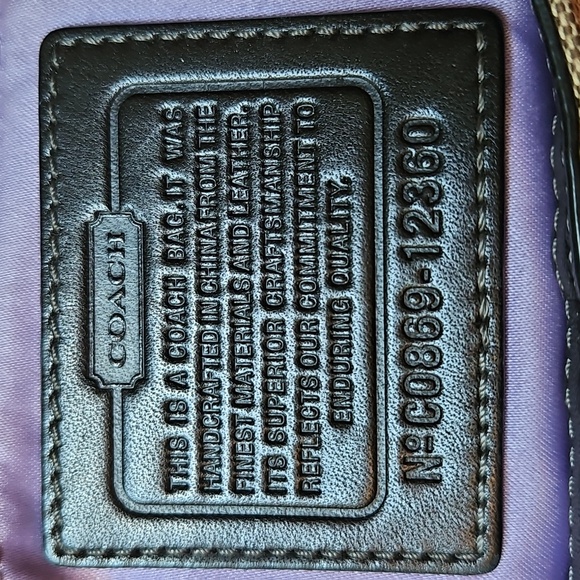 COACH
THIS IS A COACH BAG. IT WAS
HANDCRAFTED IN CHINA FROM THE
FINEST MATERIALS AND LEATHER.
ITS SUPERIOR CRAFTSMANSHIP
REFLECTS OUR COMMITMENT TO
ENDURING QUALITY.
Nº C0869-12360